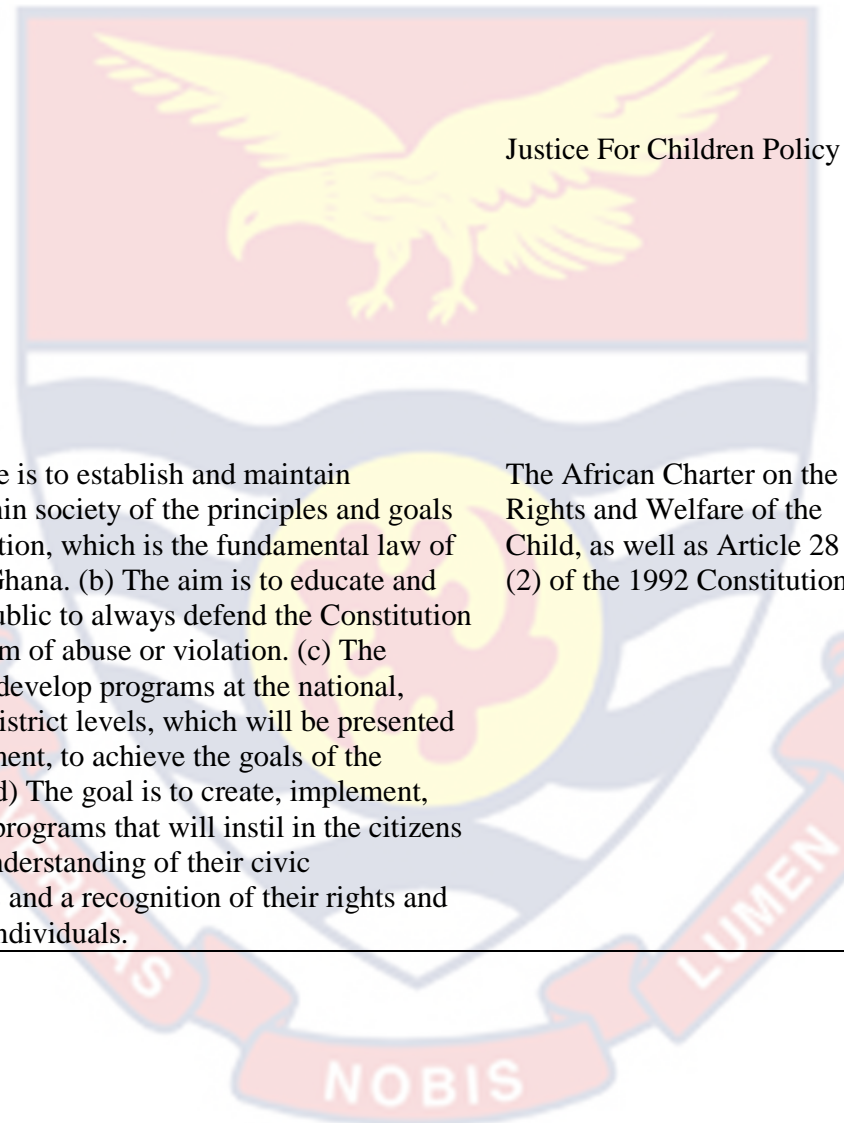 Justice For Children Policy
e is to establish and maintain
in society of the principles and goals
tion, which is the fundamental law of
Ghana. (b) The aim is to educate and
ublic to always defend the Constitution
m of abuse or violation. (c) The
develop programs at the national,
istrict levels, which will be presented
ment, to achieve the goals of the
d) The goal is to create, implement,
programs that will instil in the citizens
nderstanding of their civic
and a recognition of their rights and
ndividuals.
The African Charter on the
Rights and Welfare of the
Child, as well as Article 28
(2) of the 1992 Constitution
VERITAS
NOBIS
LUMEN